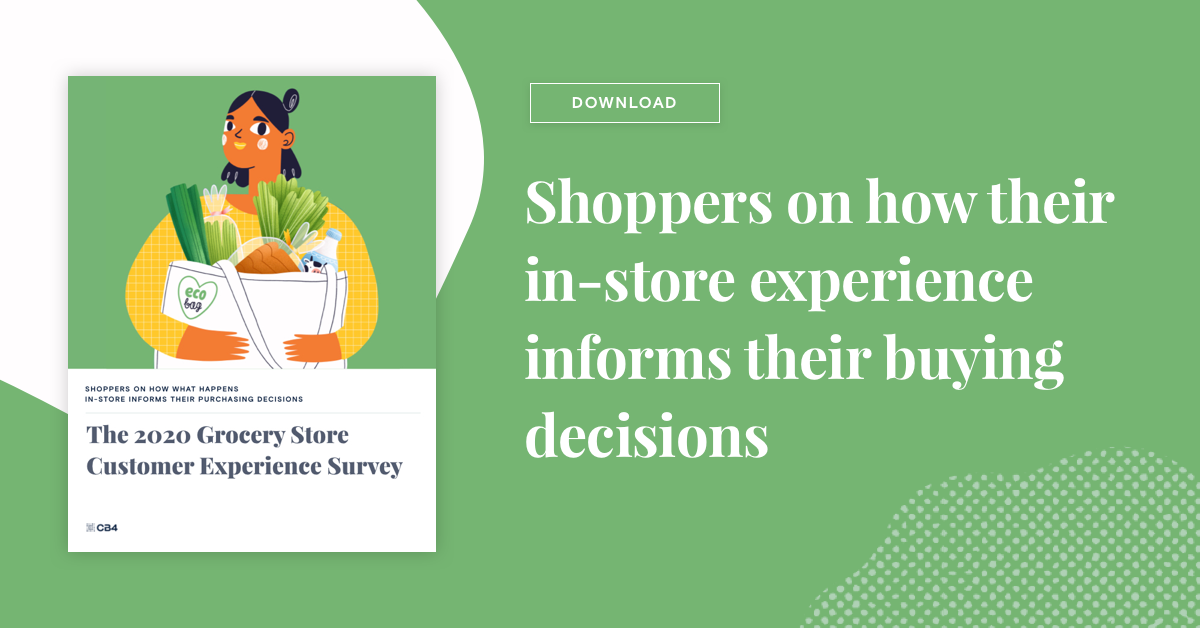 eco
bag
SHOPPERS ON HOW WHAT HAPPENS
IN-STORE INFORMS THEIR PURCHASING DECISIONS
The 2020 Grocery Store
Customer Experience Survey
CB4
DOWNLOAD
Shoppers on how their
in-store experience
informs their buying
decisions